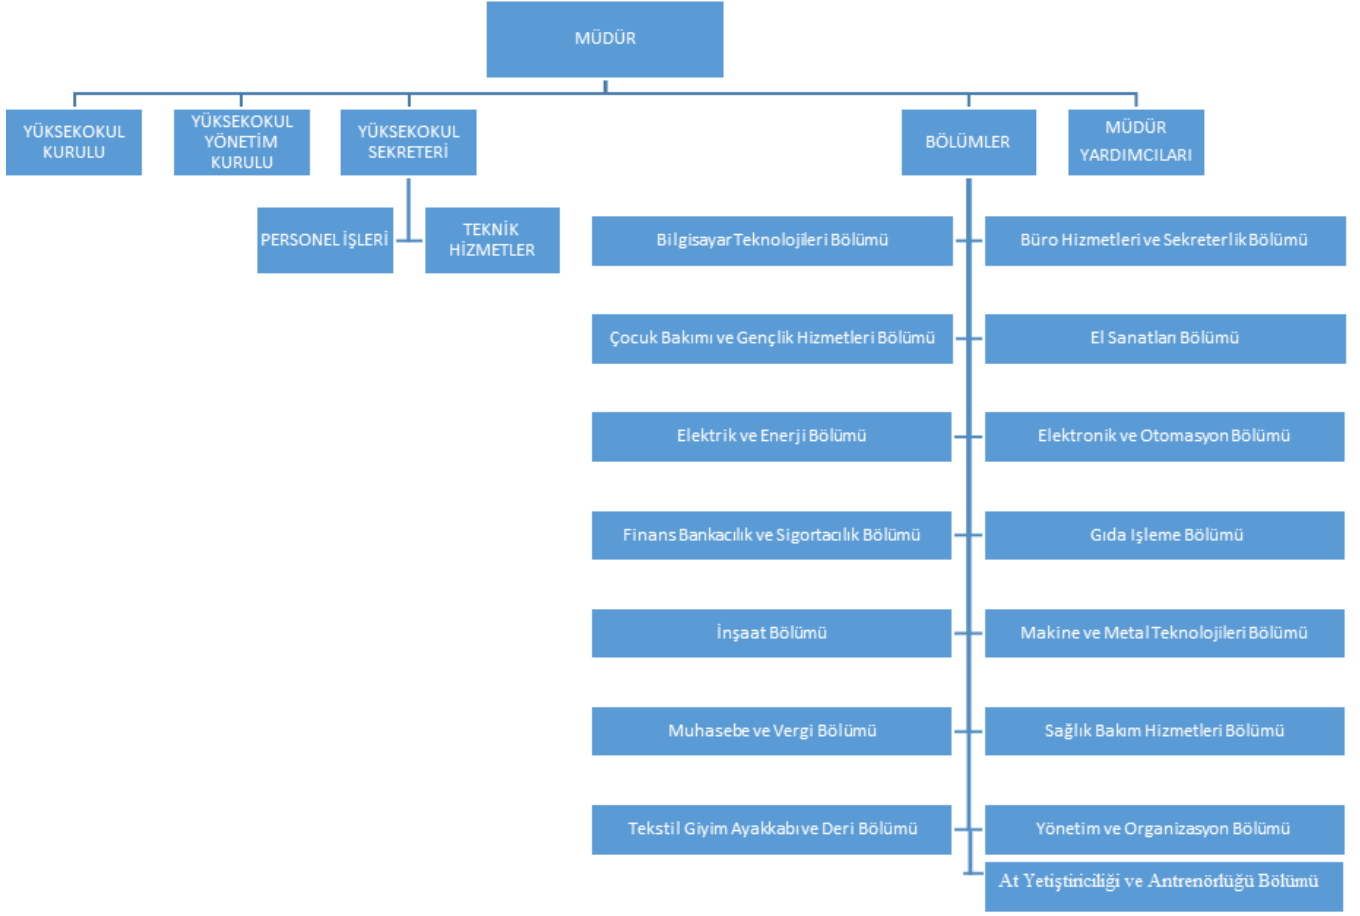 MÜDÜR
YÜKSEKOKUL
KURULU
YÜKSEKOKUL
YÖNETİM
KURULU
YÜKSEKOKUL
SEKRETERİ
BÖLÜMLER
MÜDÜR
YARDIMCILARI
PERSONEL İŞLERİ
TEKNİK
HİZMETLER
Bilgisayar Teknolojileri Bölümü
Büro Hizmetleri ve Sekreterlik Bölümü
Çocuk Bakımı ve Gençlik Hizmetleri Bölümü
El Sanatları Bölümü
Elektrik ve Enerji Bölümü
Elektronik ve Otomasyon Bölümü
Finans Bankacılık ve Sigortacılık Bölümü
Gıda Işleme Bölümü
İnşaat Bölümü
Makine ve Metal Teknolojileri Bölümü
Muhasebe ve Vergi Bölümü
Sağlık Bakım Hizmetleri Bölümü
Tekstil Giyim Ayakkabı ve Deri Bölümü
Yönetim ve Organizasyon Bölümü
At Yetiştiriciliği ve Antrenörlüğü Bölümü